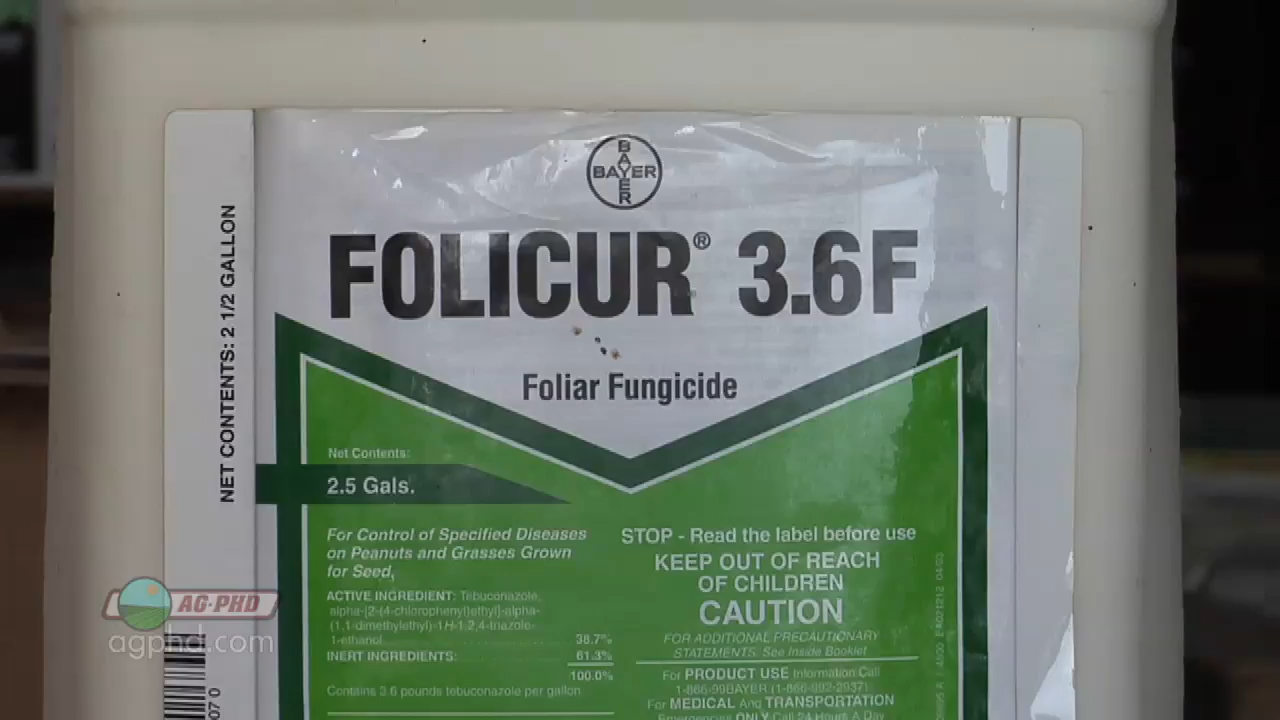 BAYER
BAYER
FOLICUR® 3.6F
Foliar Fungicide
NET CONTENTS: 2 1/2 GALLON
Net Contents:
2.5 Gals.
For Control of Specified Diseases
on Peanuts and Grasses Grown
for Seed,
ACTIVE INGREDIENT: Tebuconazole,
alpha-[2-(4-chlorophenyl)ethyl]-alpha-
(1,1-dimethylethyl)-1H-1,2,4-triazole-
1-ethanol 38.7%
INERT INGREDIENTS: 61.3%
100.0%
Contains 3.6 pounds tebuconazole per gallon
STOP - Read the label before use
KEEP OUT OF REACH
OF CHILDREN
CAUTION
FOR ADDITIONAL PRECAUTIONARY
STATEMENTS: See Inside Booklet
For PRODUCT USE Information Call
1-866-99BAYER (1-866-992-2937)
For MEDICAL And TRANSPORTATION
Emergencies ONLY Call 24 Hours A Day
AG-PHD
agphd.com
07 0